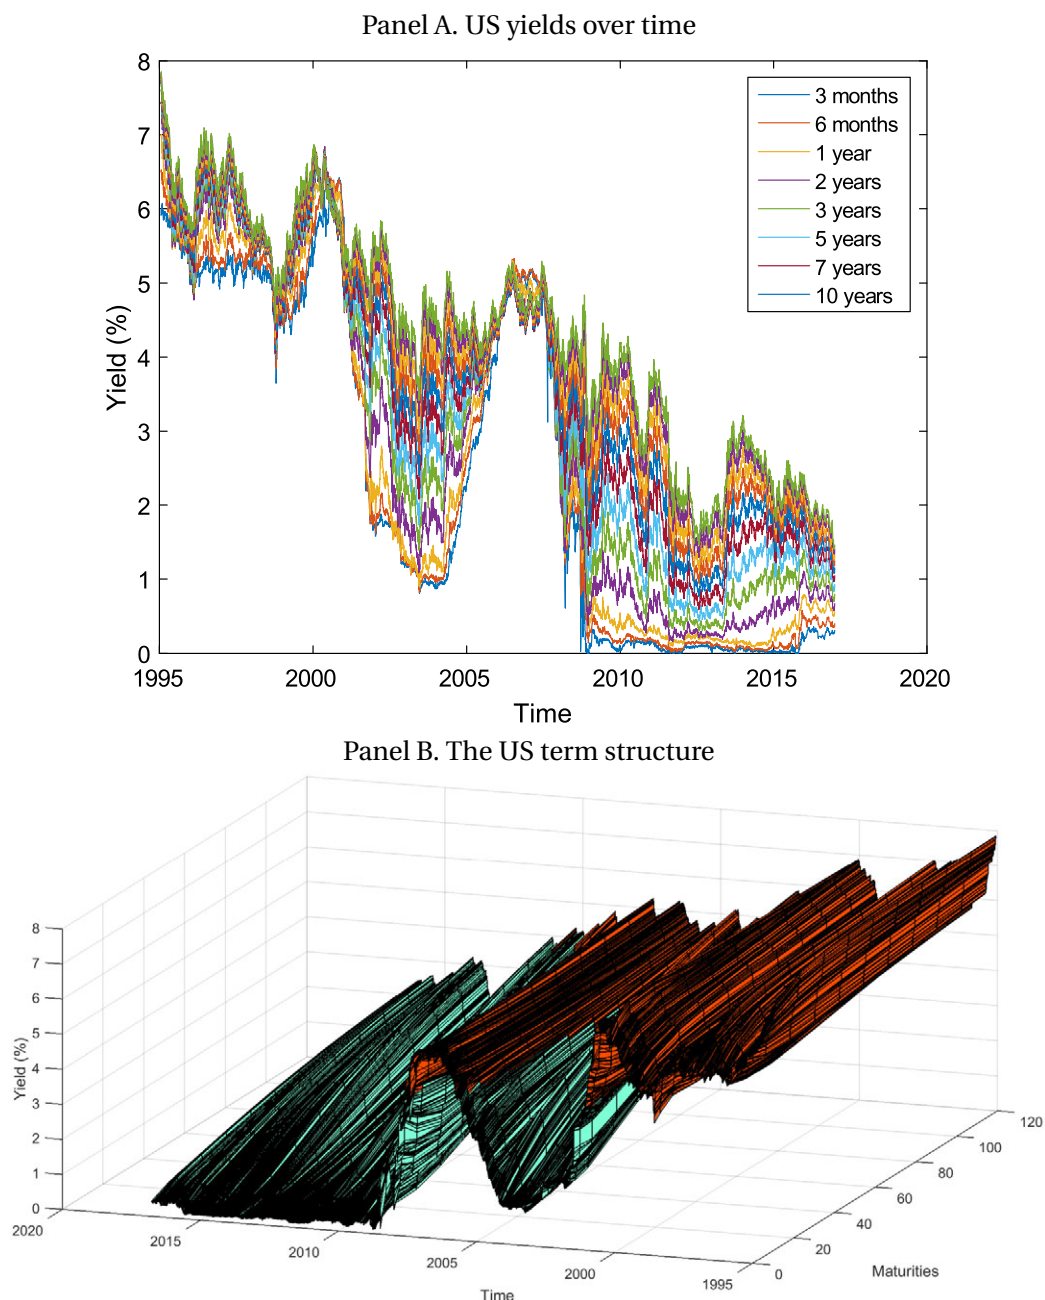 Panel A. US yields over time
8
7
6
5
4
3
2
1
0
Yield (%)
3 months
6 months
1 year
2 years
3 years
5 years
7 years
10 years
1995 2000 2005 2010 2015 2020
Time
Panel B. The US term structure
8
7
6
5
4
3
2
1
0
Yield (%)
2020
2015
2010
2005
2000
1995
Time
120
100
80
60
40
20
0
Maturities